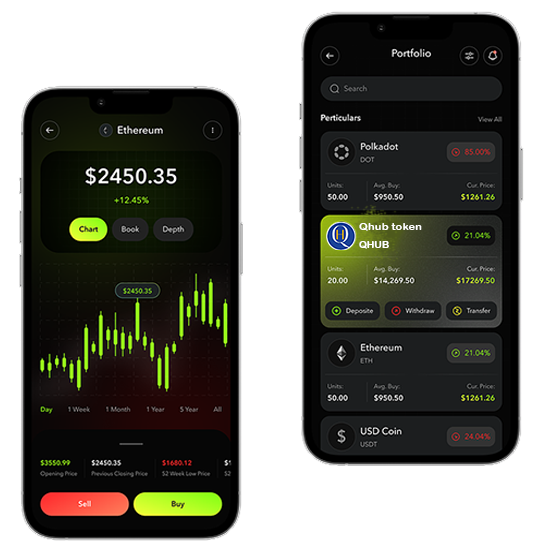 Ethereum
$2450.35
+12.45%
Chart Book Depth
$2450.35
Day 1 Week 1 Month 1 Year 5 Year All
$3550.99 $2450.35 $1680.12 $1
Opening Price Previous Closing Price 52 Week Low Price 52
Sell Buy
Portfolio
Search
Perticulars View All
Polkadot
DOT
85.00%
Units: Avg. Buy: Cur. Price:
50.00 $950.50 $1261.26
Qhub token
QHUB
21.04%
Units: Avg. Buy: Cur. Price:
20.00 $14,269.50 $17269.50
Deposite Withdraw Transfer
Ethereum
ETH
21.04%
Units: Avg. Buy: Cur. Price:
50.00 $950.50 $1261.26
USD Coin
USDT
24.04%